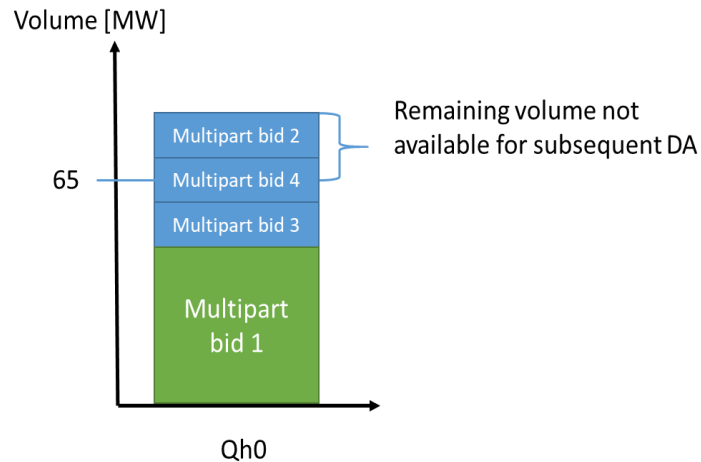 Volume [MW]
Multipart bid 2
Remaining volume not
available for subsequent DA
65
Multipart bid 4
Multipart bid 3
Multipart
bid 1
Qh0